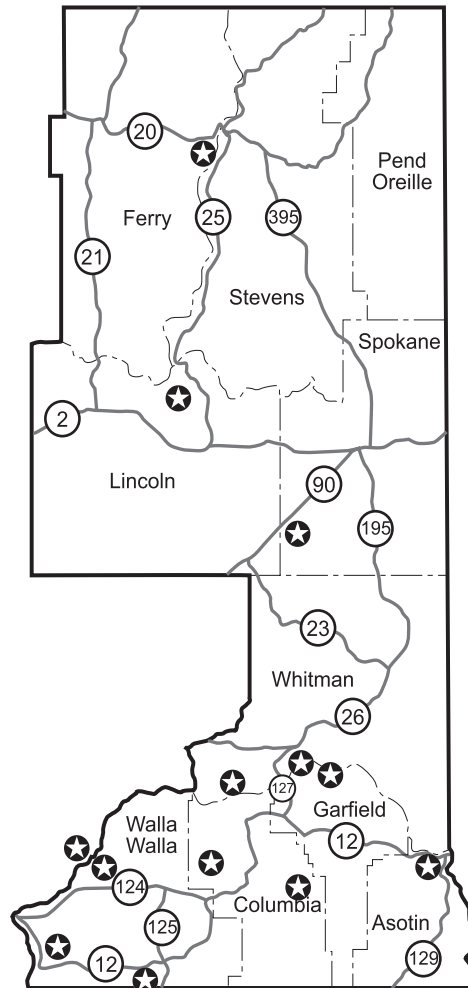 20
Pend
Oreille
Ferry
25
395
21
Stevens
Spokane
2
Lincoln
90
195
23
Whitman
26
127
Garfield
Walla
Walla
12
124
Columbia
125
Asotin
12
129